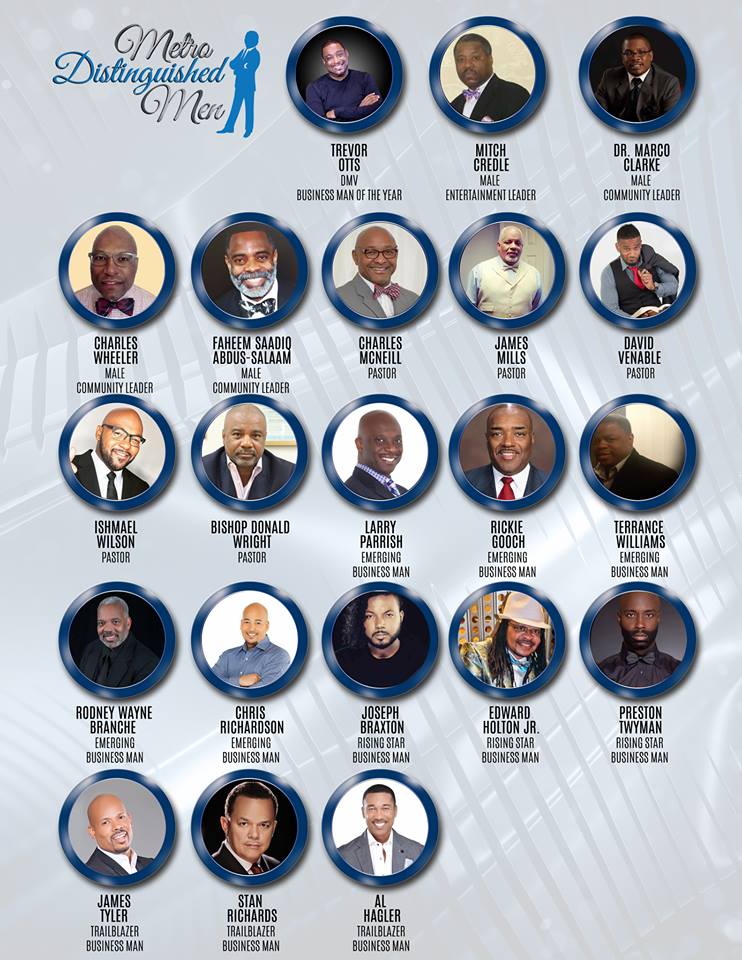 Metro
Distinguished
Men
TREVOR
OTTS
DMV
BUSINESS MAN OF THE YEAR
MITCH
CREDLE
MALE
ENTERTAINMENT LEADER
DR. MARCO
CLARKE
MALE
COMMUNITY LEADER
CHARLES
WHEELER
MALE
COMMUNITY LEADER
FAHEEM SAADIQ
ABDUS-SALAAM
MALE
COMMUNITY LEADER
CHARLES
MCNEILL
PASTOR
JAMES
MILLS
PASTOR
DAVID
VENABLE
PASTOR
ISHMAEL
WILSON
PASTOR
BISHOP DONALD
WRIGHT
PASTOR
LARRY
PARRISH
EMERGING
BUSINESS MAN
RICKIE
GOOCH
EMERGING
BUSINESS MAN
TERRANCE
WILLIAMS
EMERGING
BUSINESS MAN
RODNEY WAYNE
BRANCHE
EMERGING
BUSINESS MAN
CHRIS
RICHARDSON
EMERGING
BUSINESS MAN
JOSEPH
BRAXTON
RISING STAR
BUSINESS MAN
EDWARD
HOLTON JR.
RISING STAR
BUSINESS MAN
PRESTON
TWYMAN
RISING STAR
BUSINESS MAN
JAMES
TYLER
TRAILBLAZER
BUSINESS MAN
STAN
RICHARDS
TRAILBLAZER
BUSINESS MAN
AL
HAGLER
TRAILBLAZER
BUSINESS MAN